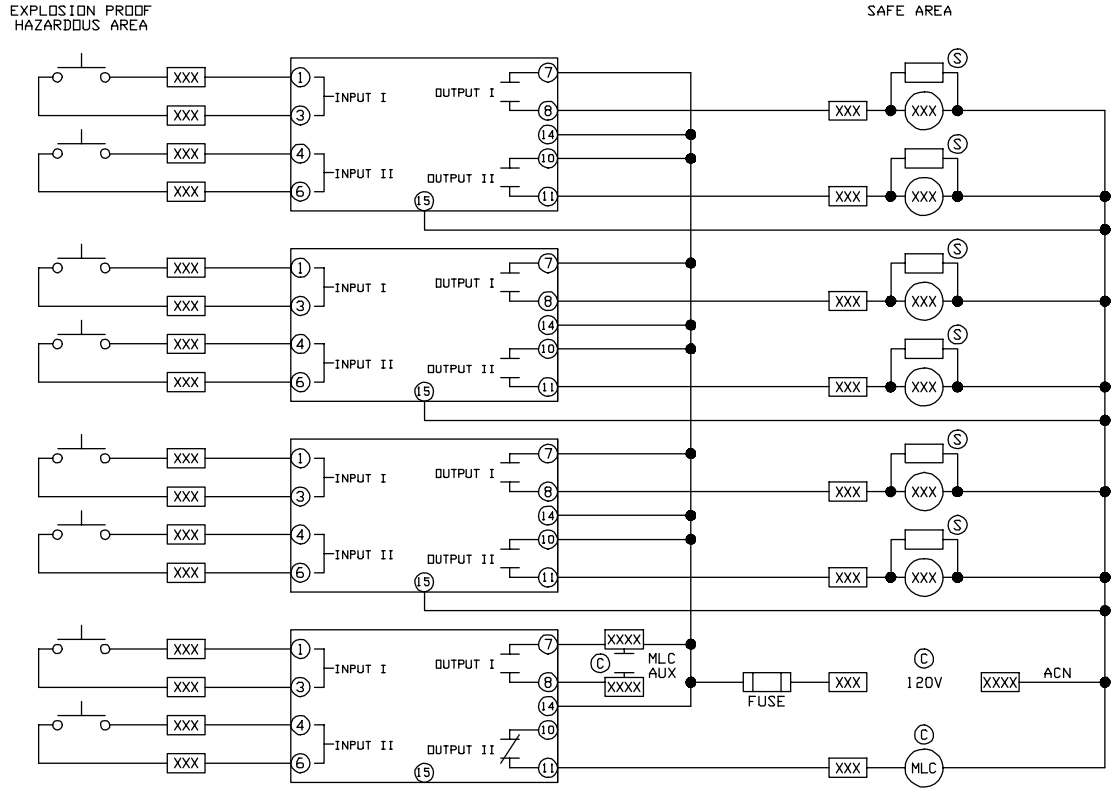 EXPLOSION PROOF
HAZARDOUS AREA
SAFE AREA
XXX 1 INPUT I OUTPUT I 7 S
XXX 3 8 XXX XXX
14
XXX 4 INPUT II OUTPUT II 10 S
XXX 6 15 11 XXX XXX
XXX 1 INPUT I OUTPUT I 7 S
XXX 3 8 XXX XXX
14
XXX 4 INPUT II OUTPUT II 10 S
XXX 6 15 11 XXX XXX
XXX 1 INPUT I OUTPUT I 7 S
XXX 3 8 XXX XXX
14
XXX 4 INPUT II OUTPUT II 10 S
XXX 6 15 11 XXX XXX
XXX 1 INPUT I OUTPUT I 7 XXXX
C MLC C
AUX
XXX 3 8 XXXX FUSE XXX 120V XXXX ACN
14
XXX 4 INPUT II OUTPUT II 10 C
XXX 6 15 11 XXX MLC